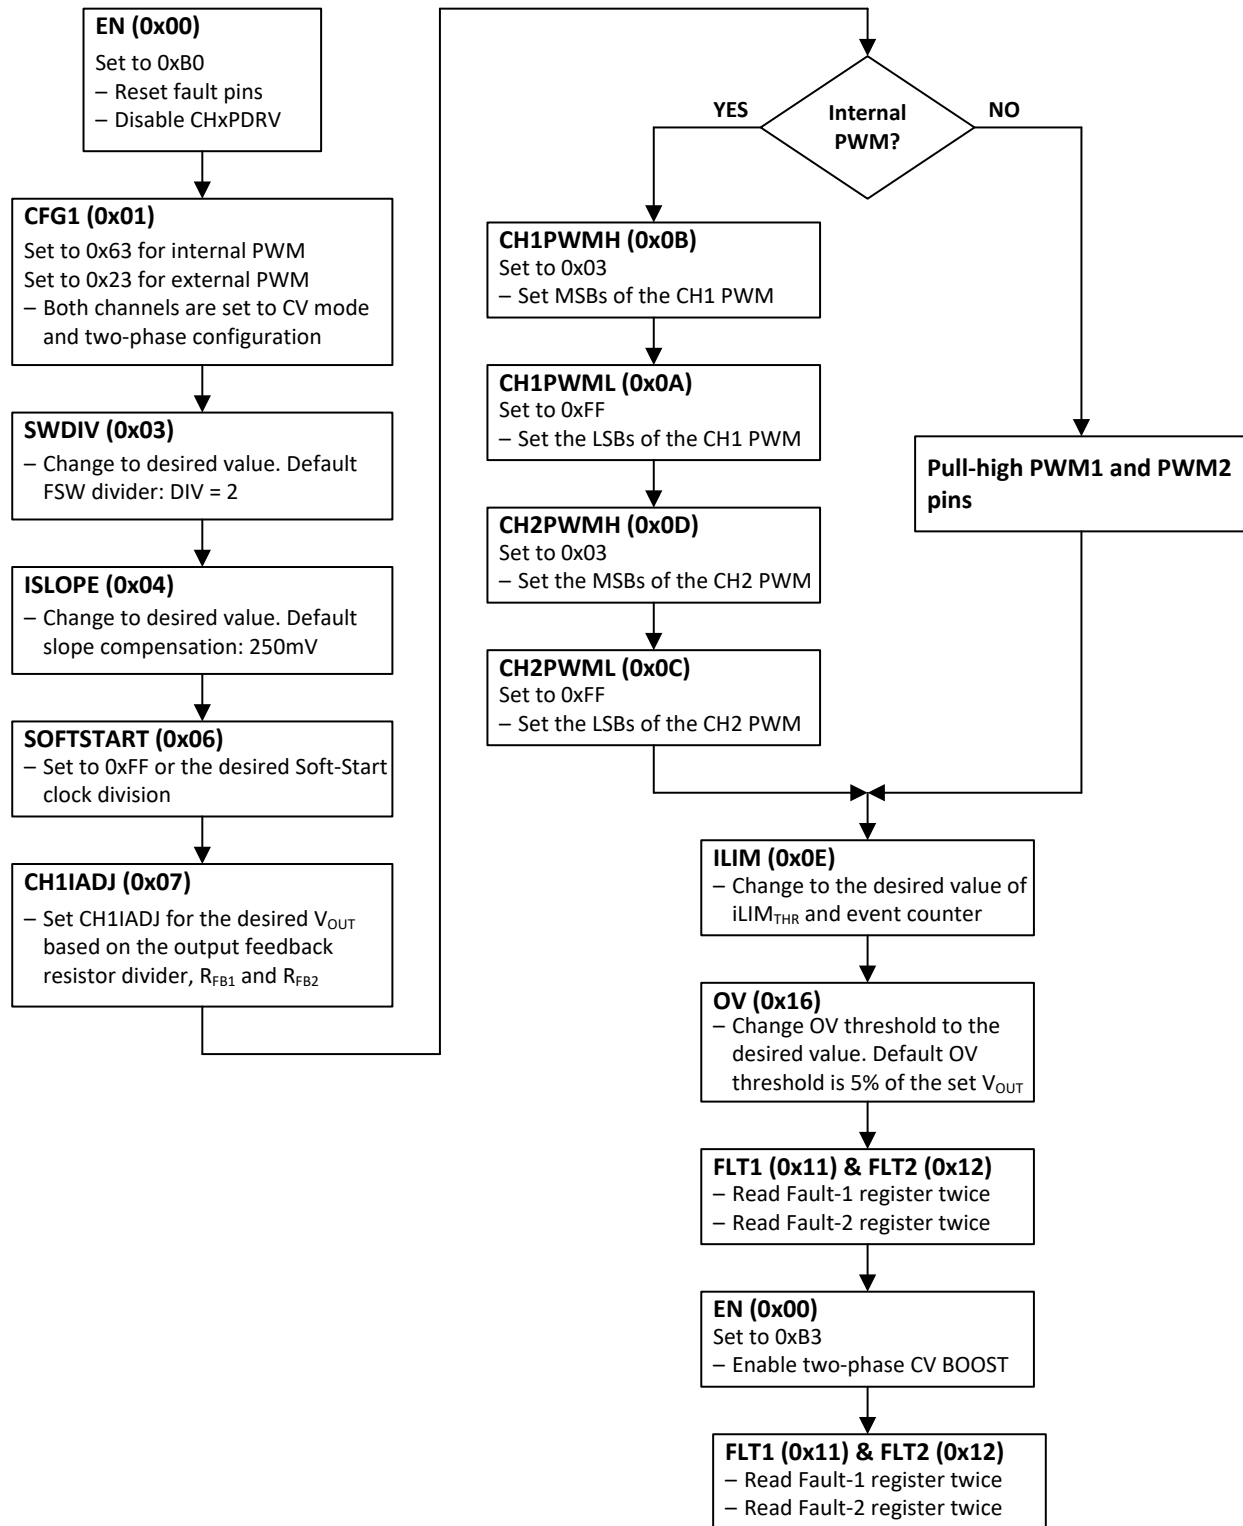 EN (0x00)
Set to 0xB0
– Reset fault pins
– Disable CHxPDRV
CFG1 (0x01)
Set to 0x63 for internal PWM
Set to 0x23 for external PWM
– Both channels are set to CV mode
and two-phase configuration
SWDIV (0x03)
– Change to desired value. Default
FSW divider: DIV = 2
ISLOPE (0x04)
– Change to desired value. Default
slope compensation: 250mV
SOFTSTART (0x06)
– Set to 0xFF or the desired Soft-Start
clock division
CH1IADJ (0x07)
– Set CH1IADJ for the desired VOUT
based on the output feedback
resistor divider, RFB1 and RFB2
Internal
PWM?
YES
NO
CH1PWMH (0x0B)
Set to 0x03
– Set MSBs of the CH1 PWM
CH1PWML (0x0A)
Set to 0xFF
– Set the LSBs of the CH1 PWM
CH2PWMH (0x0D)
Set to 0x03
– Set the MSBs of the CH2 PWM
CH2PWML (0x0C)
Set to 0xFF
– Set the LSBs of the CH2 PWM
Pull-high PWM1 and PWM2
pins
ILIM (0x0E)
– Change to the desired value of
iLIMTHR and event counter
OV (0x16)
– Change OV threshold to the
desired value. Default OV
threshold is 5% of the set VOUT
FLT1 (0x11) & FLT2 (0x12)
– Read Fault-1 register twice
– Read Fault-2 register twice
EN (0x00)
Set to 0xB3
– Enable two-phase CV BOOST
FLT1 (0x11) & FLT2 (0x12)
– Read Fault-1 register twice
– Read Fault-2 register twice